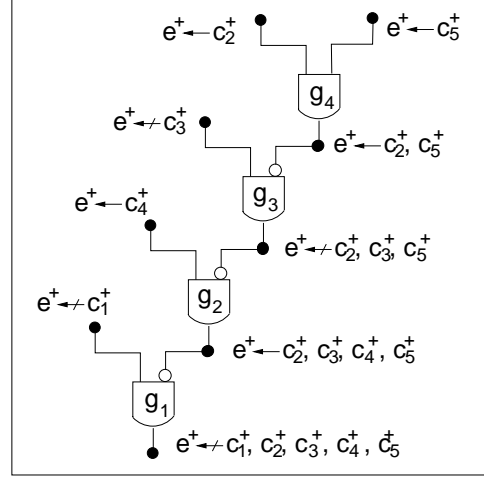 e⁺ ← c₂⁺
e⁺ ← c₅⁺
g₄
e⁺ ↚ c₃⁺
e⁺ ← c₂⁺, c₅⁺
g₃
e⁺ ← c₄⁺
e⁺ ↚ c₂⁺, c₃⁺, c₅⁺
g₂
e⁺ ↚ c₁⁺
e⁺ ← c₂⁺, c₃⁺, c₄⁺, c₅⁺
g₁
e⁺ ↚ c₁⁺, c₂⁺, c₃⁺, c₄⁺, c₅⁺